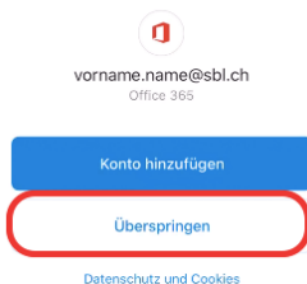 vorname.name@sbl.ch
Office 365
Konto hinzufügen
Überspringen
Datenschutz und Cookies